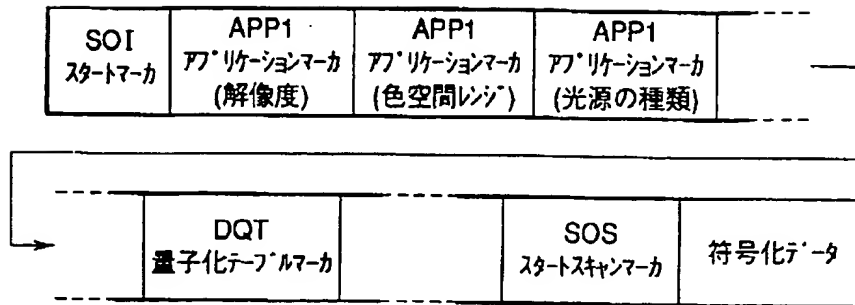 SOI
スタートマーカ
APP1
アプリケーションマーカ
(解像度)
APP1
アプリケーションマーカ
(色空間レンジ)
APP1
アプリケーションマーカ
(光源の種類)
DQT
量子化テーブルマーカ
SOS
スタートスキャンマーカ
符号化データ